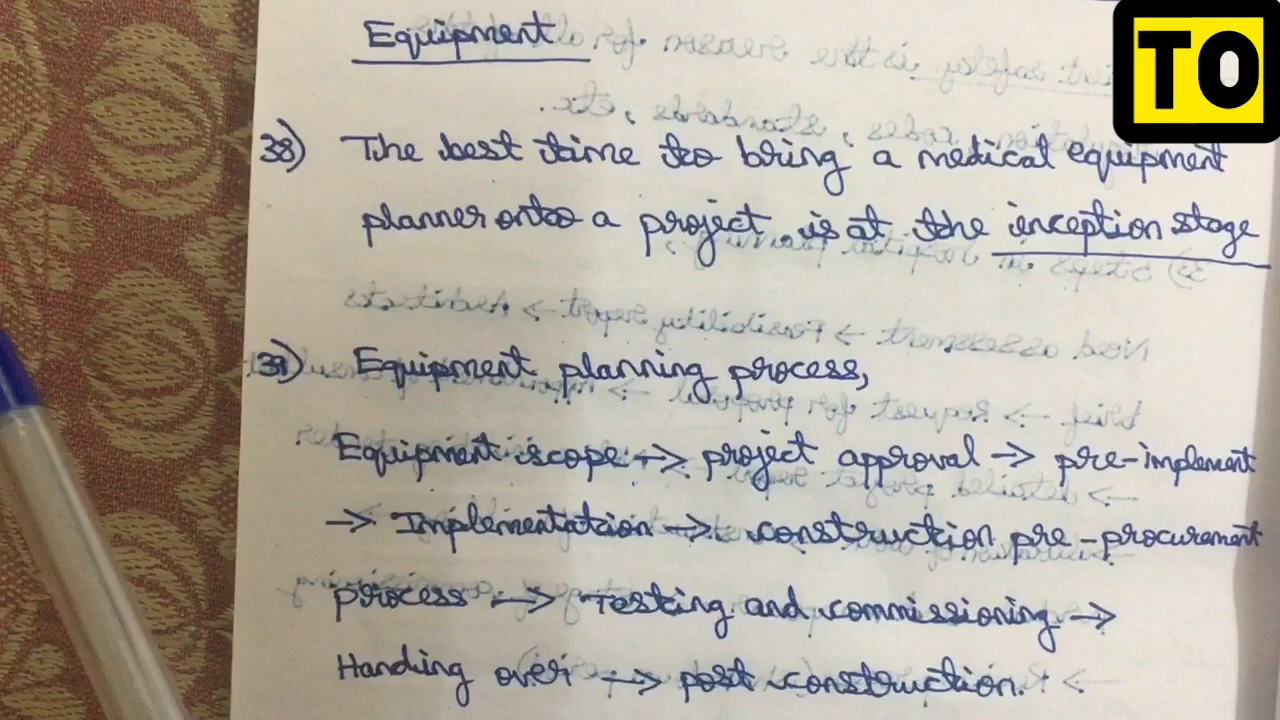 TO
Equipment
38) The best time to bring a medical equipment
planner onto a project is at the inception stage
39) Equipment planning process,
Equipment scope → project approval → pre-implement
→ Implementation → construction pre-procurement
process → Testing and commissioning →
Handing over → post construction.